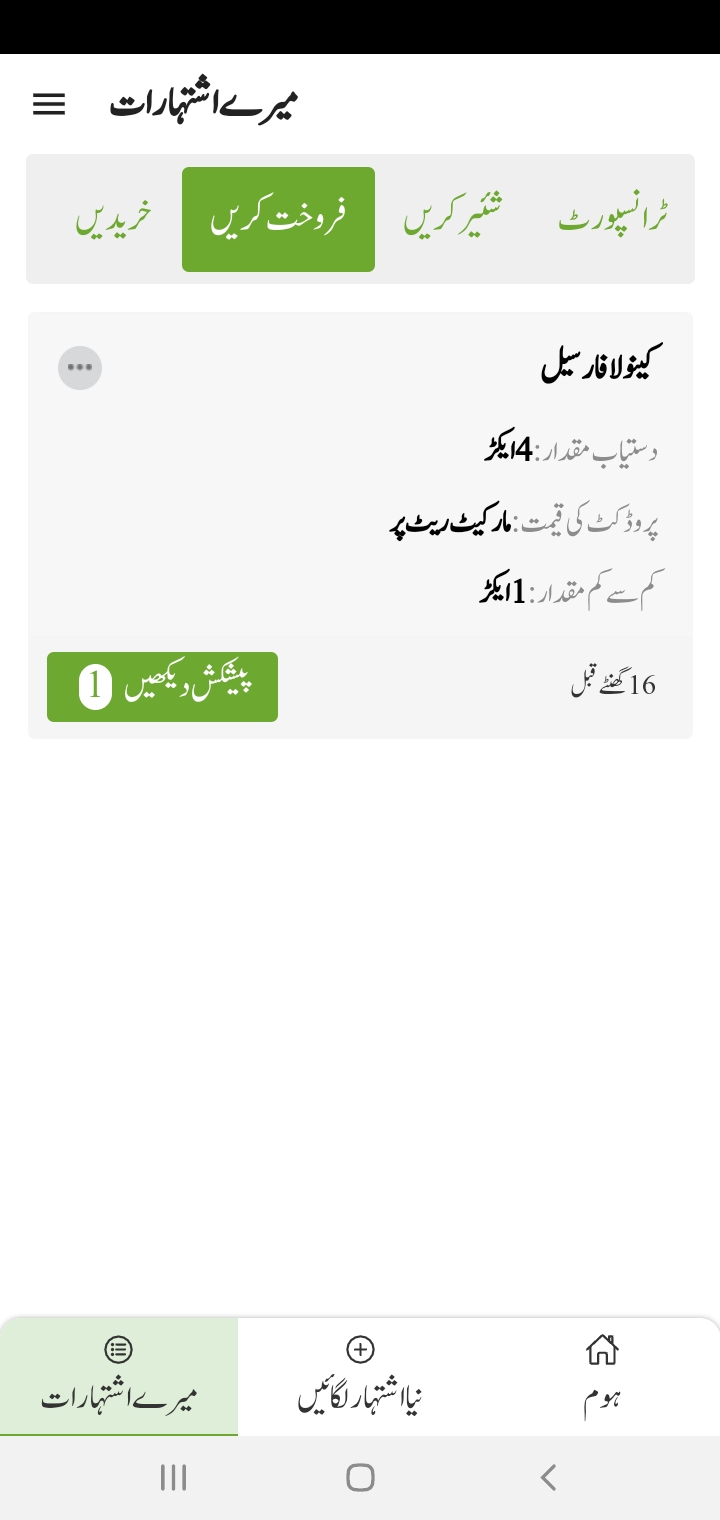 میرے اشتہارات
ٹرانسپورٹ شئیر کریں فروخت کریں خریدیں
کینولا فار سیل
دستیاب مقدار: 4 ایکڑ
پروڈکٹ کی قیمت: مارکیٹ ریٹ پر
کم سے کم مقدار: 1 ایکڑ
16 گھنٹے قبل
پیشکش دیکھیں 1
ہوم نیا اشتہار لگائیں میرے اشتہارات